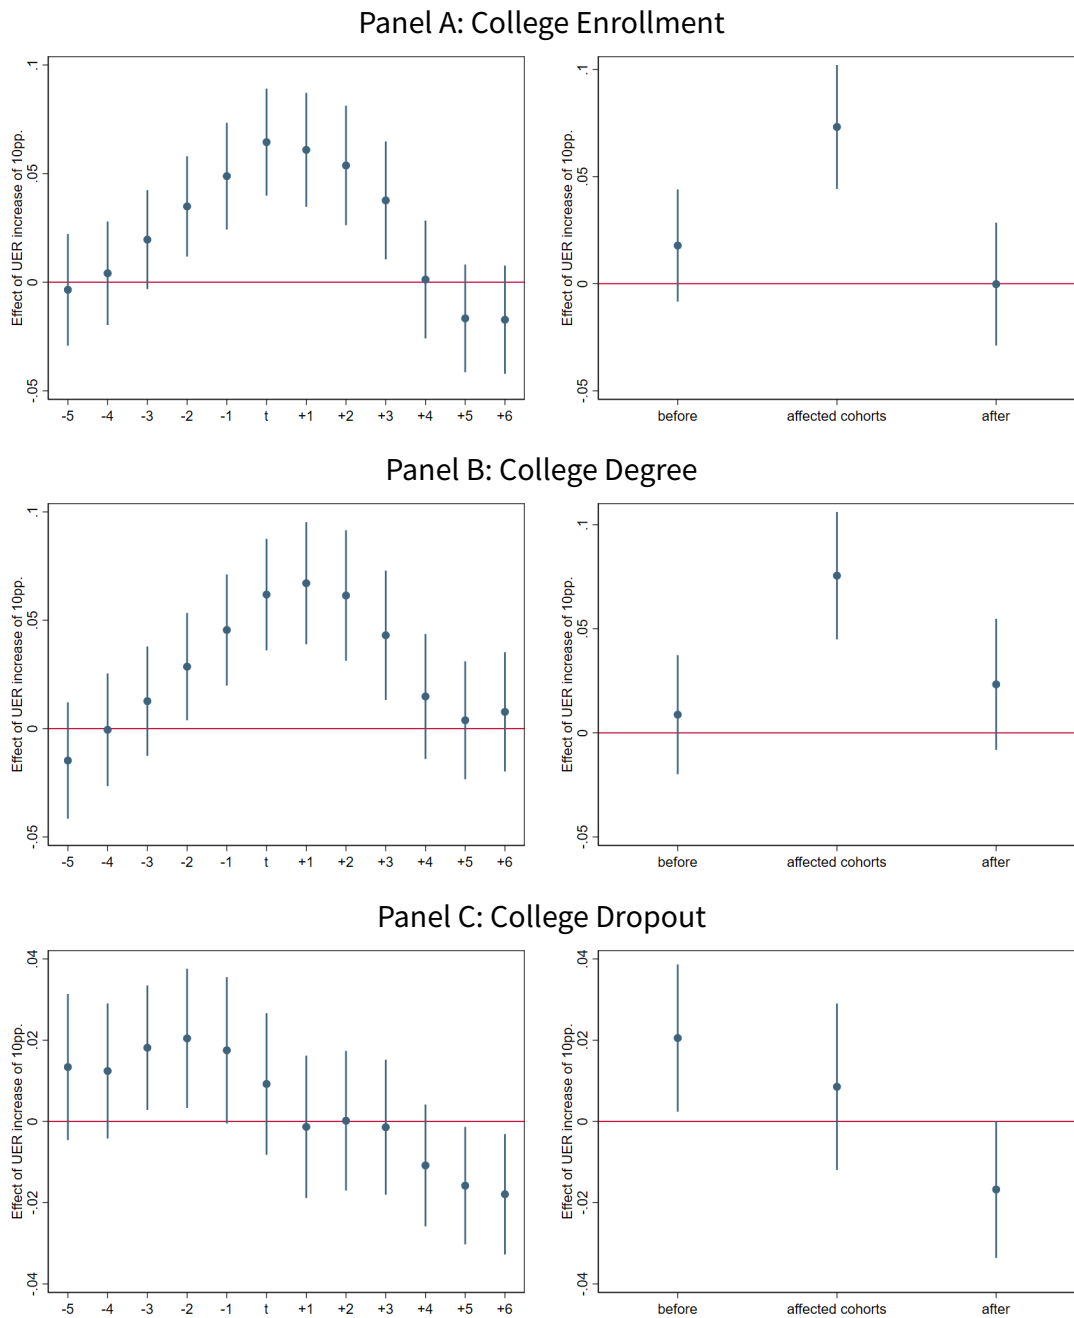 Panel A: College Enrollment
Effect of UER increase of 10pp.
.1
.05
0
-.05
-5 -4 -3 -2 -1 t +1 +2 +3 +4 +5 +6
Effect of UER increase of 10pp.
.1
.05
0
-.05
before affected cohorts after
Panel B: College Degree
Effect of UER increase of 10pp.
.1
.05
0
-.05
-5 -4 -3 -2 -1 t +1 +2 +3 +4 +5 +6
Effect of UER increase of 10pp.
.1
.05
0
-.05
before affected cohorts after
Panel C: College Dropout
Effect of UER increase of 10pp.
.04
.02
0
-.02
-.04
-5 -4 -3 -2 -1 t +1 +2 +3 +4 +5 +6
Effect of UER increase of 10pp.
.04
.02
0
-.02
-.04
before affected cohorts after